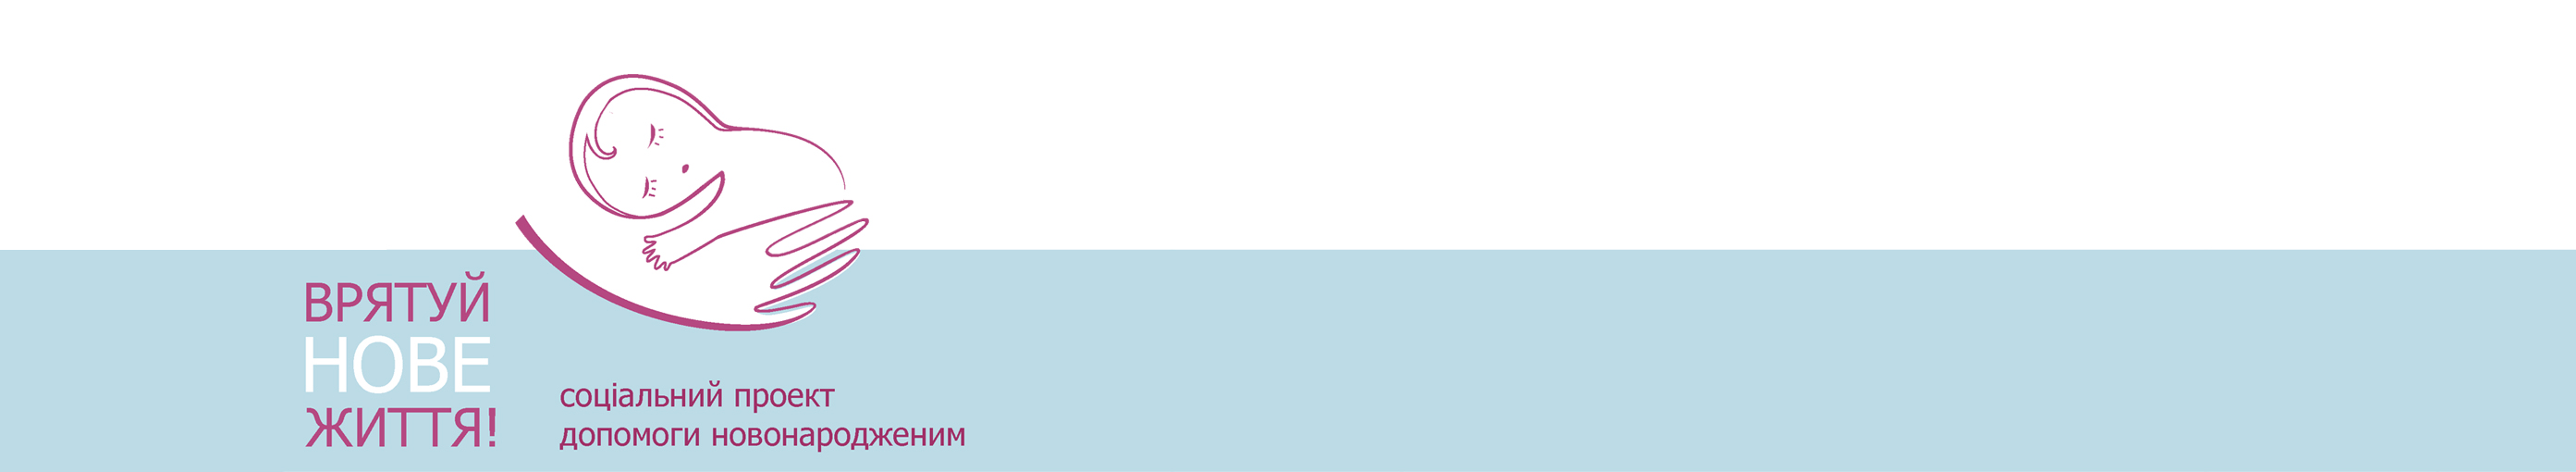 ВРЯТУЙ
НОВЕ
ЖИТТЯ!
соціальний проект
допомоги новонародженим